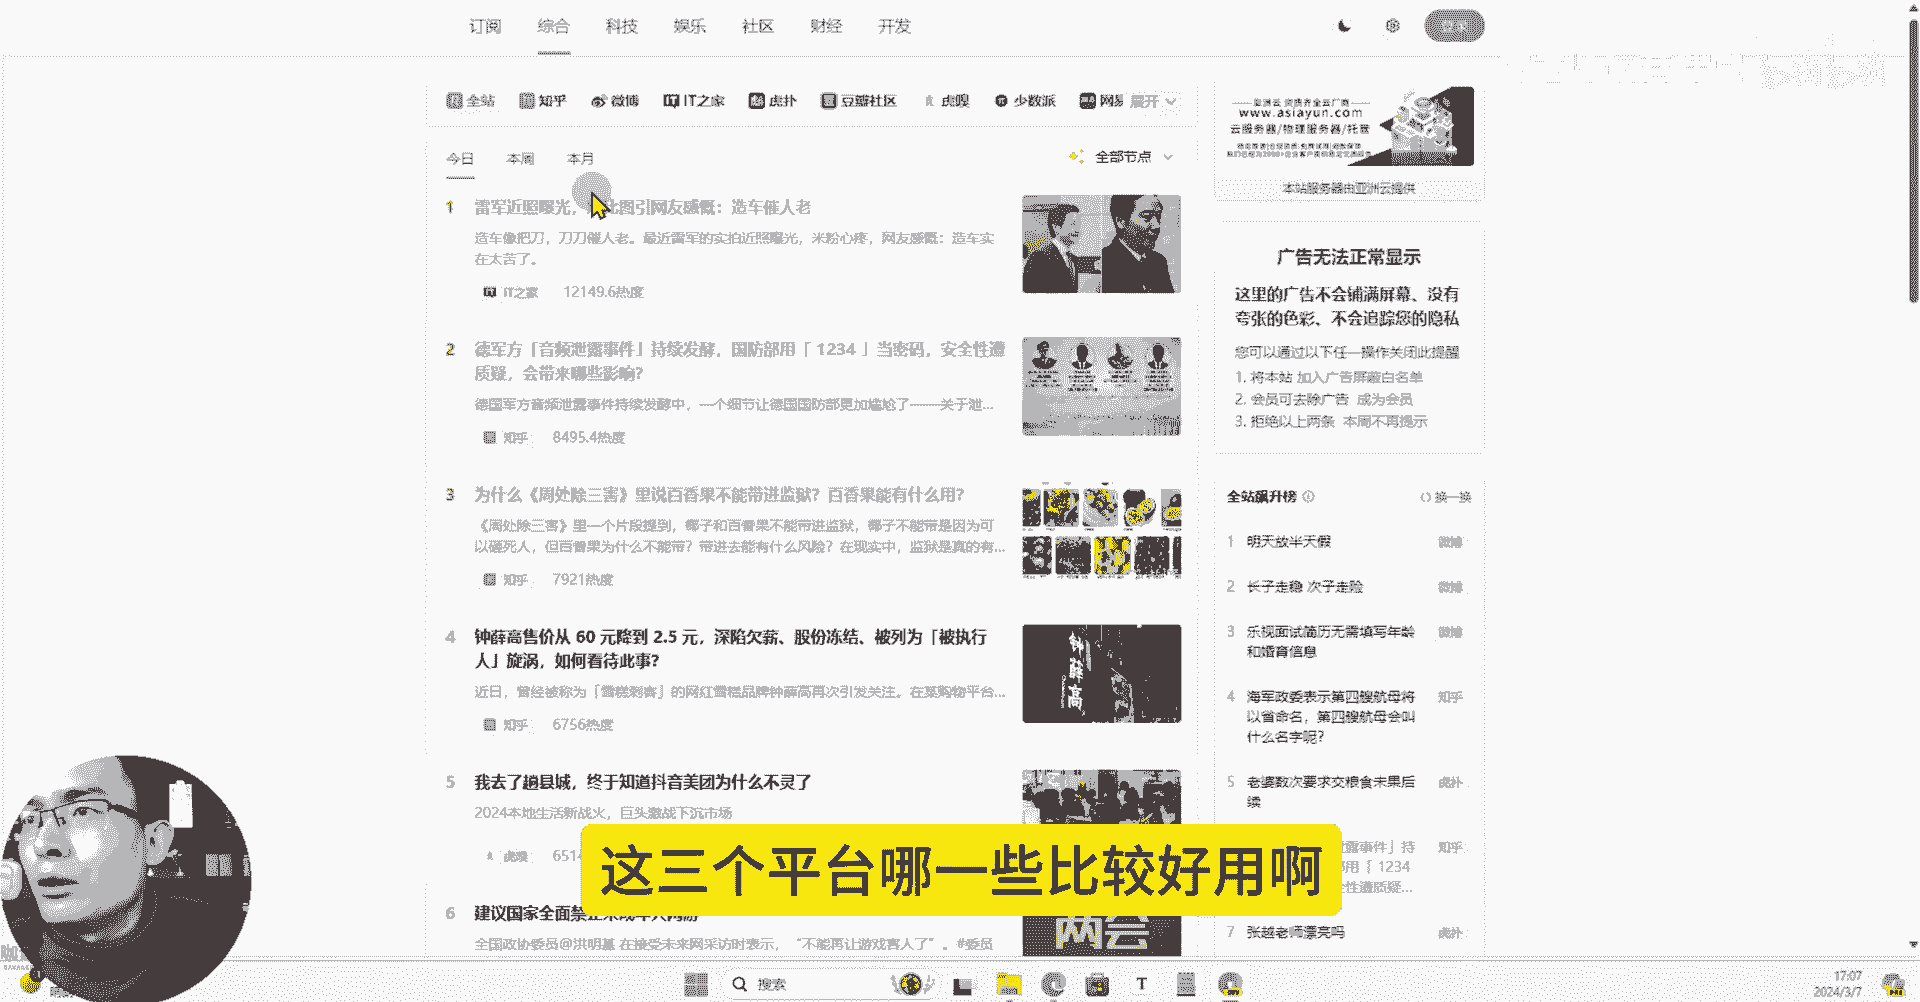 订阅 综合 科技 娱乐 社区 财经 开发
全站 知乎 微博 IT之家 虎扑 豆瓣社区 虎嗅 少数派 网易 展开
今日 本周 本月 全部节点
1 雷军近照曝光，比图引网友感慨：造车催人老
造车像把刀，刀刀催人老。最近雷军的实拍近照曝光，米粉心疼，网友感慨：造车实
在太苦了。
IT之家 12149.6热度
2 德军方「音频泄露事件」持续发酵，国防部用「 1234 」当密码，安全性遭
质疑，会带来哪些影响？
德国军方音频泄露事件持续发酵中，一个细节让德国国防部更加尴尬了——关于泄...
知乎 8495.4热度
3 为什么《周处除三害》里说百香果不能带进监狱？百香果能有什么用？
《周处除三害》里一个片段提到，椰子和百香果不能带进监狱，椰子不能带是因为可
以砸死人，但百香果为什么不能带？带进去能有什么风险？在现实中，监狱是真的有...
知乎 7921热度
4 钟薛高售价从 60 元降到 2.5 元，深陷欠薪、股份冻结、被列为「被执行
人」旋涡，如何看待此事？
近日，曾经被称为「雪糕刺客」的网红雪糕品牌钟薛高再次引发关注。在某购物平台...
知乎 6756热度
钟薛高
5 我去了趟县城，终于知道抖音美团为什么不灵了
2024本地生活新战火，巨头激战下沉市场
虎嗅 6514
6 建议国家全面禁止未成年人网游
全国政协委员@洪明基 在接受未来网采访时表示，“不能再让游戏害人了”。#委员
两会
www.asiayun.com
云服务器/物理服务器/托管
本站服务器由亚洲云提供
广告无法正常显示
这里的广告不会铺满屏幕、没有
夸张的色彩、不会追踪您的隐私
您可以通过以下任一操作关闭此提醒
1. 将本站 加入广告屏蔽白名单
2. 会员可去除广告 成为会员
3. 拒绝以上两条 本周不再提示
全站飙升榜 换一换
1 明天放半天假 微博
2 长子走稳 次子走险 微博
3 乐视面试简历无需填写年龄 微博
和婚育信息
4 海军政委表示第四艘航母将 知乎
以省命名，第四艘航母会叫
什么名字呢？
5 老婆数次要求交粮食未果后 虎扑
续
露事件」持 知乎
用「 1234
全性遭质疑...
7 张越老师漂亮吗 虎扑
这三个平台哪一些比较好用啊
搜索
17:07
2024/3/7